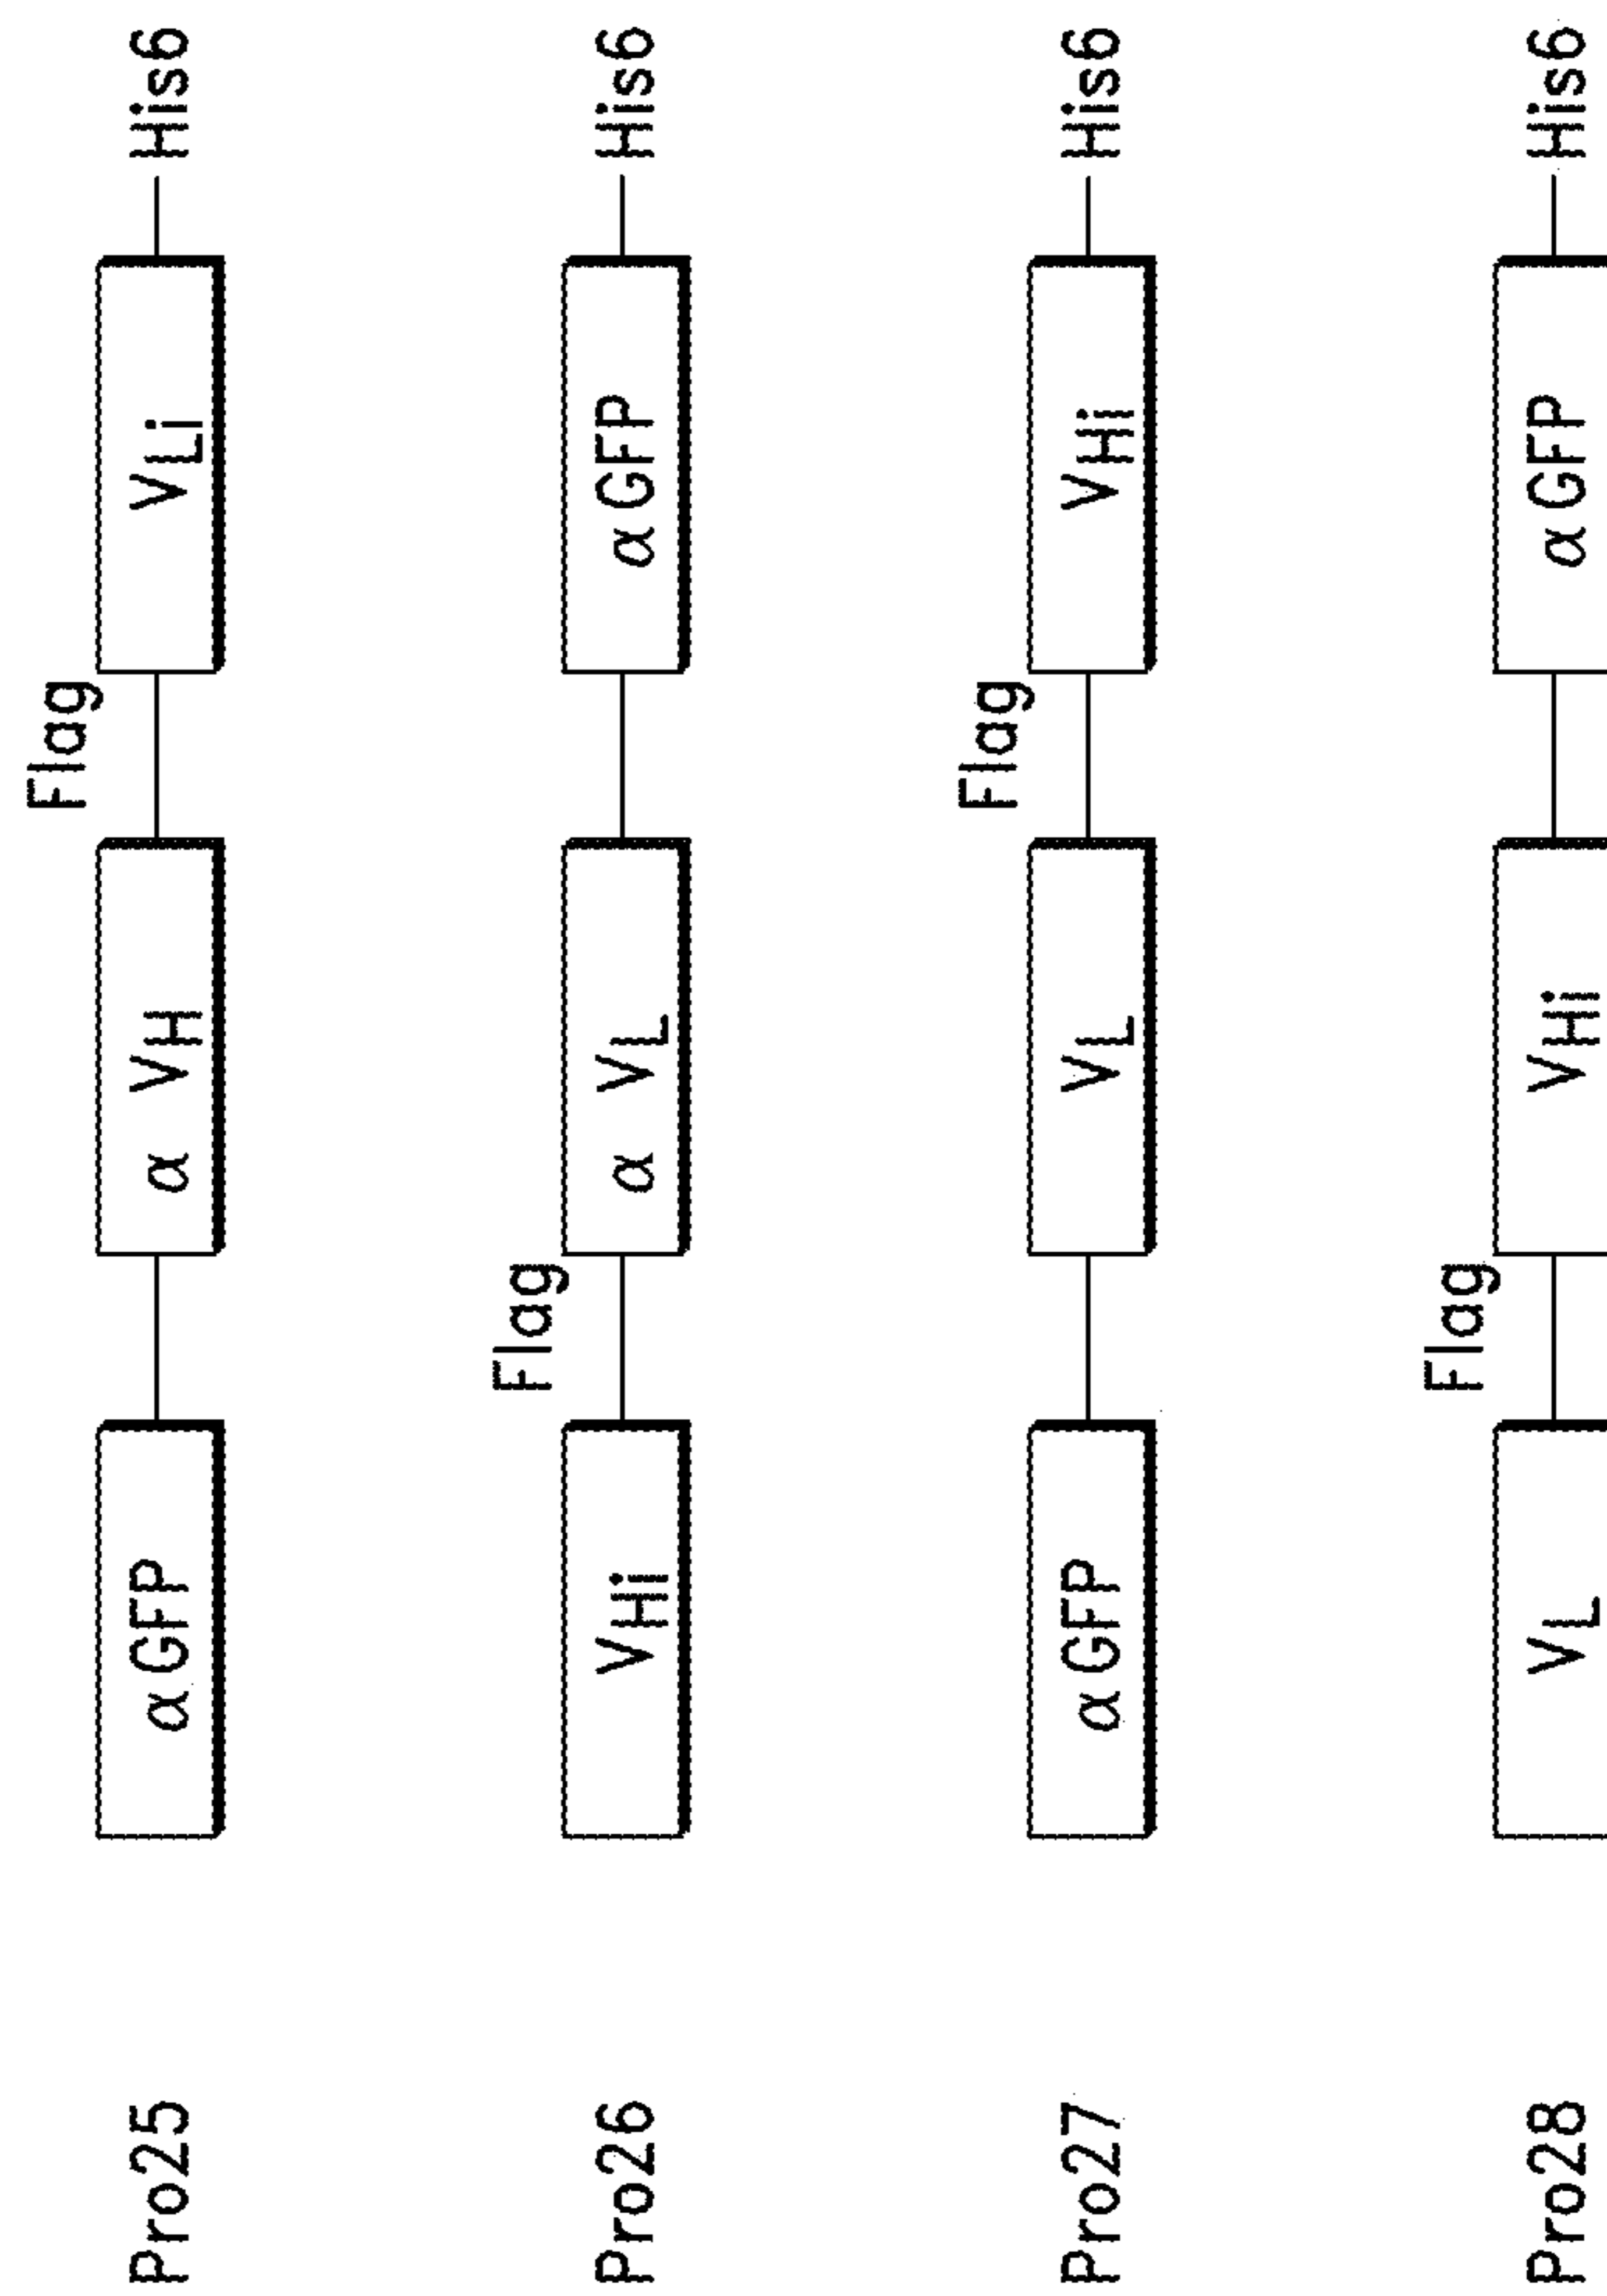 Flag
Pro25 αGFP α VH VLi His6
Flag
Pro26 VHi α VL αGFP His6
Flag
Pro27 αGFP VL VHi His6
Flag
Pro28 VL VHi αGFP His6